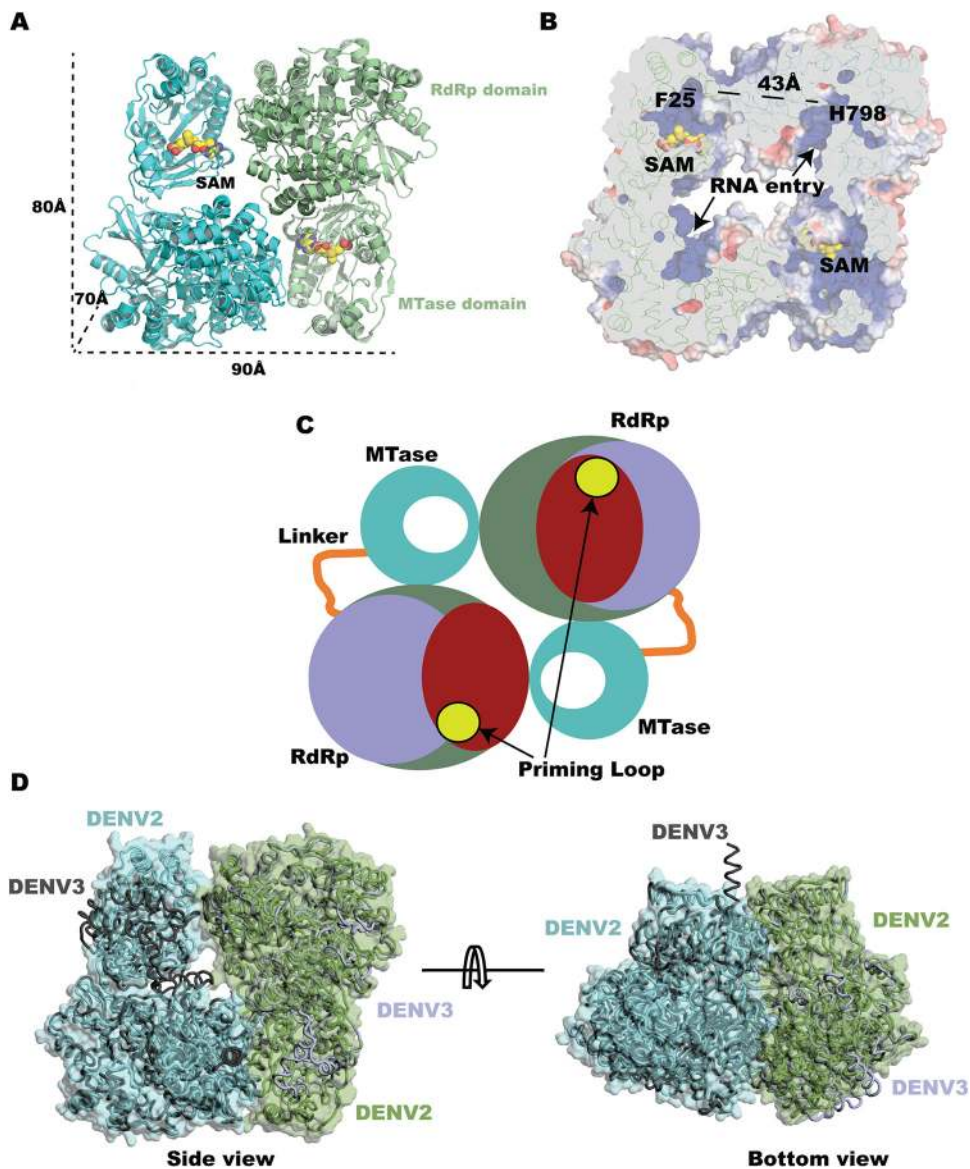 A
RdRp domain
SAM
80Å
70Å
MTase domain
90Å
B
43Å
F25
H798
SAM
RNA entry
SAM
C
RdRp
MTase
Linker
MTase
RdRp
Priming Loop
D
DENV2
DENV3
DENV3
DENV2
Side view
DENV3
DENV2
DENV2
DENV3
Bottom view